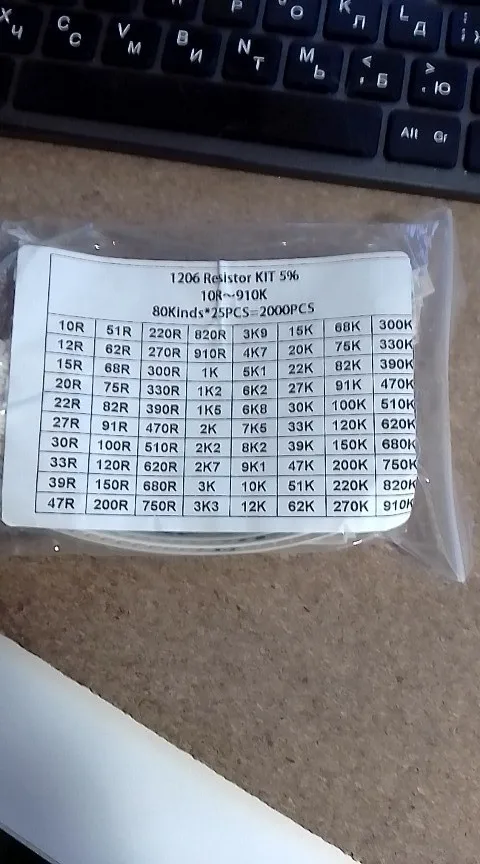 Р О К Л L Д
Х Ч С С V М В И N Т М Ь < , Б > . Ю
Alt Gr
1206 Resistor KIT 5%
10R~910K
80Kinds*25PCS=2000PCS
10R 51R 220R 820R 3K9 15K 68K 300K
12R 62R 270R 910R 4K7 20K 75K 330K
15R 68R 300R 1K 5K1 22K 82K 390K
20R 75R 330R 1K2 6K2 27K 91K 470K
22R 82R 390R 1K5 6K8 30K 100K 510K
27R 91R 470R 2K 7K5 33K 120K 620K
30R 100R 510R 2K2 8K2 39K 150K 680K
33R 120R 620R 2K7 9K1 47K 200K 750K
39R 150R 680R 3K 10K 51K 220K 820K
47R 200R 750R 3K3 12K 62K 270K 910K